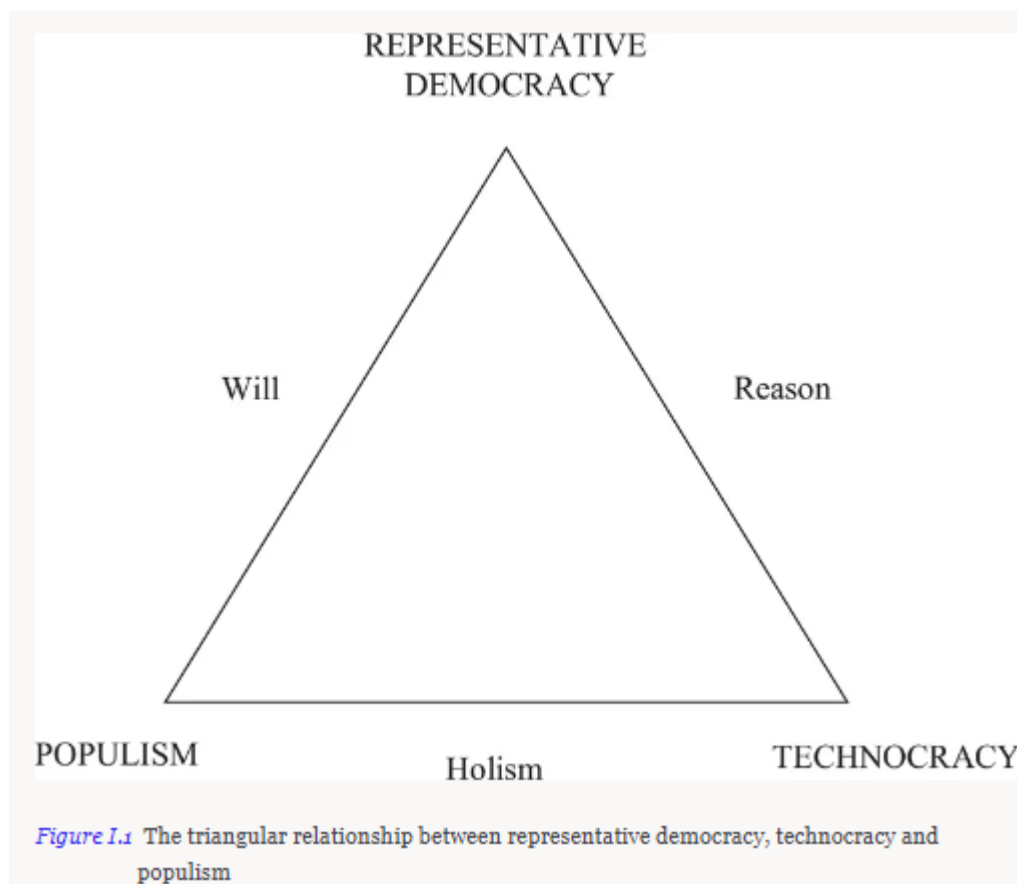 REPRESENTATIVE
DEMOCRACY
Will
Reason
POPULISM
Holism
TECHNOCRACY
Figure I.1 The triangular relationship between representative democracy, technocracy and
populism